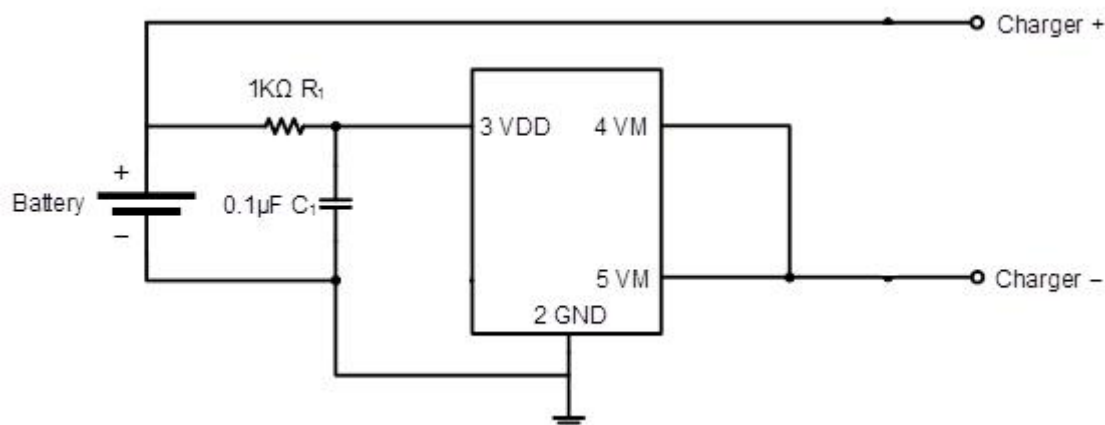 Charger +
1KΩ R₁
3 VDD
4 VM
+
Battery
0.1µF C₁
−
5 VM
Charger −
2 GND